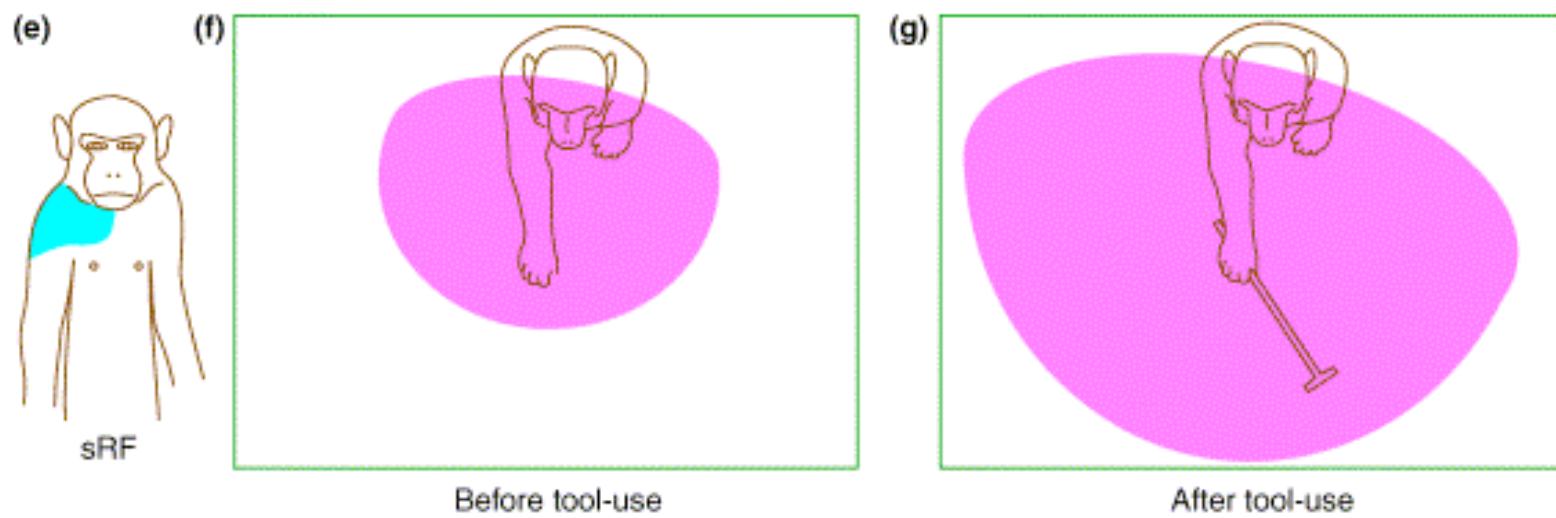 (e)
(f)
(g)
sRF
Before tool-use
After tool-use